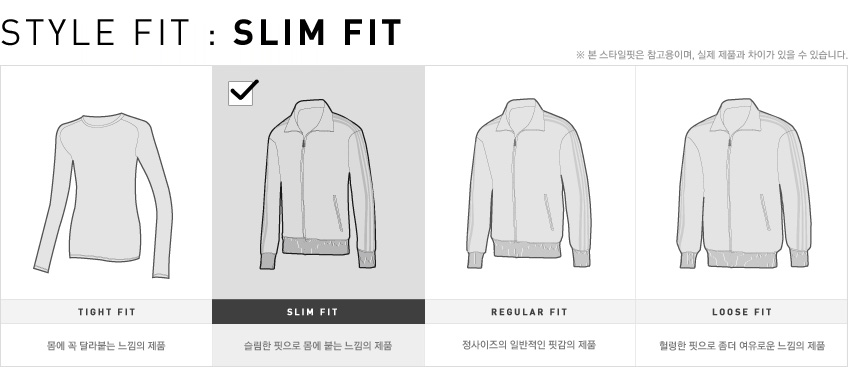 STYLE FIT : SLIM FIT
※ 본 스타일핏은 참고용이며, 실제 제품과 차이가 있을 수 있습니다.
TIGHT FIT
SLIM FIT
REGULAR FIT
LOOSE FIT
몸에 꼭 달라붙는 느낌의 제품
슬림한 핏으로 몸에 붙는 느낌의 제품
정사이즈의 일반적인 핏감의 제품
헐렁한 핏으로 좀더 여유로운 느낌의 제품